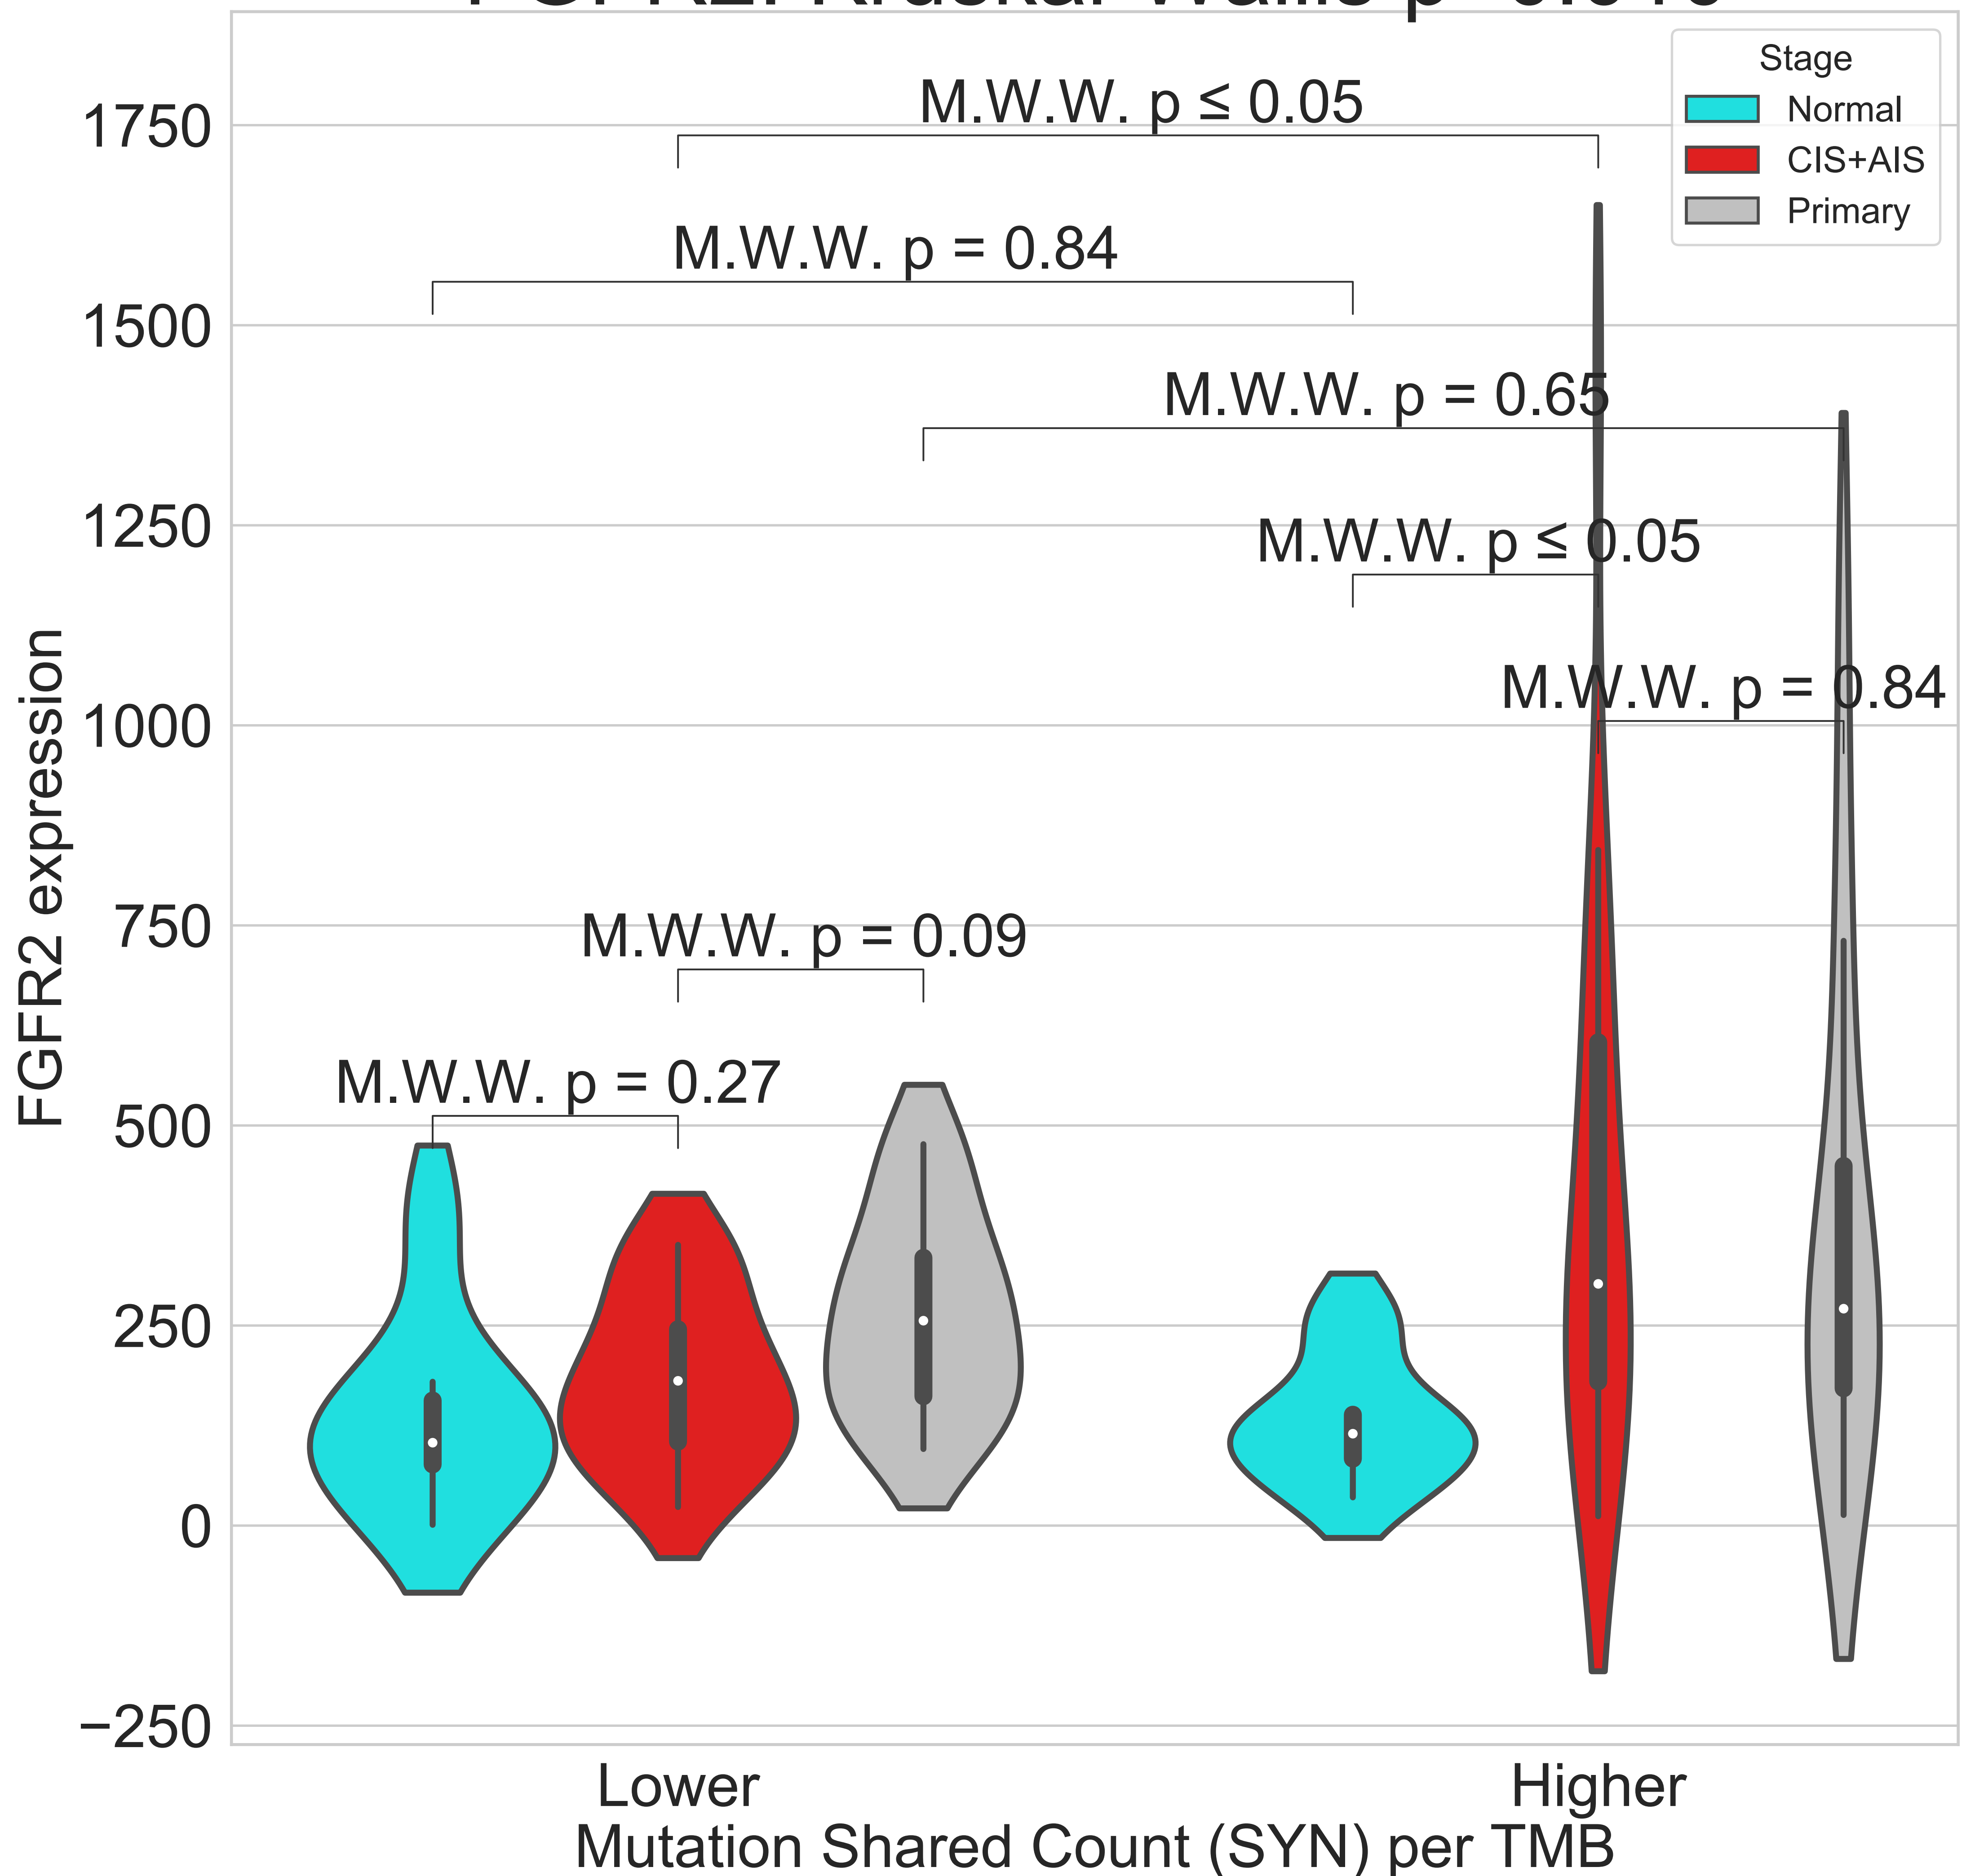 Stage
Normal
CIS+AIS
Primary
M.W.W. p ≤ 0.05
M.W.W. p = 0.84
M.W.W. p = 0.65
M.W.W. p ≤ 0.05
M.W.W. p = 0.84
M.W.W. p = 0.09
M.W.W. p = 0.27
1750
1500
1250
1000
750
500
250
0
−250
FGFR2 expression
Lower
Higher
Mutation Shared Count (SYN) per TMB